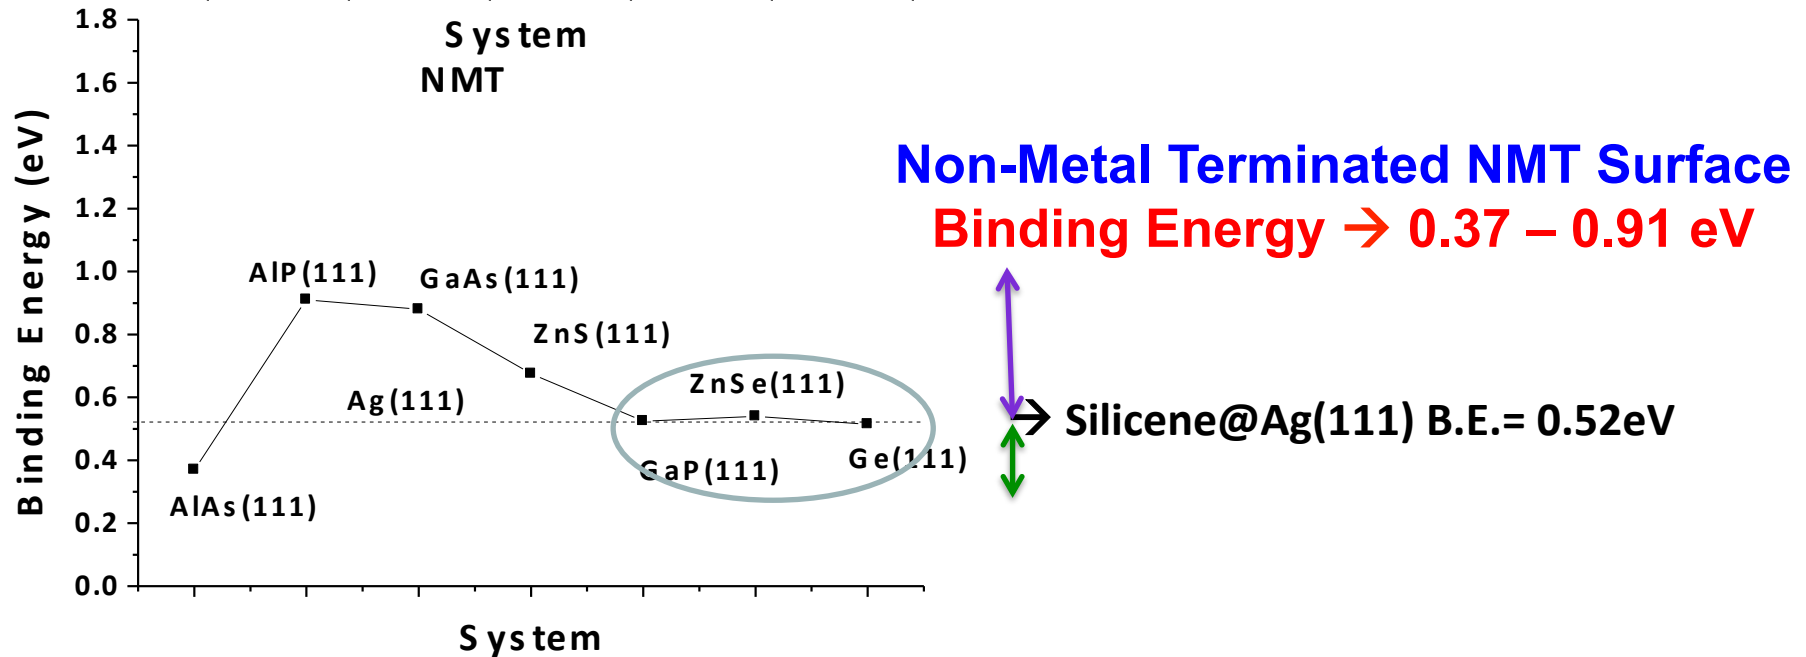 System
NMT
Binding Energy (eV)
1.8
1.6
1.4
1.2
1.0
0.8
0.6
0.4
0.2
0.0
AlP(111)
GaAs(111)
ZnS(111)
Ag(111)
ZnSe(111)
GaP(111)
Ge(111)
AlAs(111)
System
Non-Metal Terminated NMT Surface
Binding Energy → 0.37 – 0.91 eV
→ Silicene@Ag(111) B.E.= 0.52eV